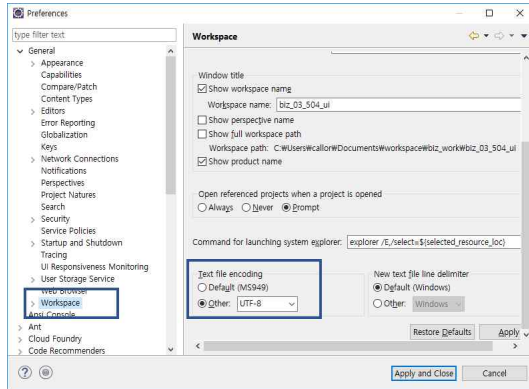 Preferences
type filter text
Workspace
General
Appearance
Capabilities
Compare/Patch
Content Types
Editors
Error Reporting
Globalization
Keys
Network Connections
Notifications
Perspectives
Project Natures
Search
Security
Service Policies
Startup and Shutdown
Tracing
UI Responsiveness Monitoring
User Storage Service
Web Browser
Workspace
Ansi Console
Ant
Cloud Foundry
Code Recommenders
Window title
Show workspace name
Workspace name: biz_03_504_ui
Show perspective name
Show full workspace path
Workspace path: C:₩Users₩callor₩Documents₩workspace₩biz_work₩biz_03_504_ui
Show product name
Open referenced projects when a project is opened
Always Never Prompt
Command for launching system explorer: explorer /E,/select=${selected_resource_loc}
Text file encoding
Default (MS949)
Other: UTF-8
New text file line delimiter
Default (Windows)
Other: Windows
Restore Defaults Apply
Apply and Close Cancel